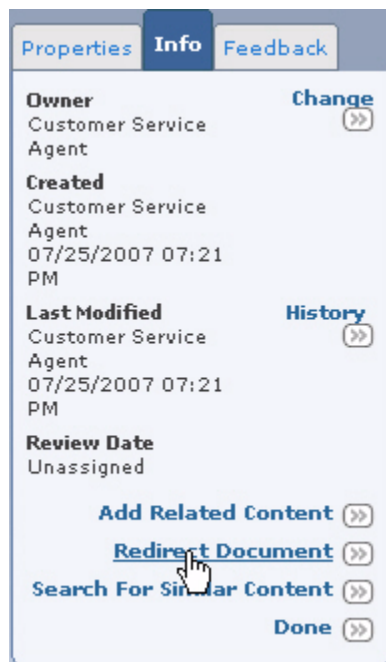 Properties Info Feedback
Owner Change
Customer Service
Agent
Created
Customer Service
Agent
07/25/2007 07:21
PM
Last Modified History
Customer Service
Agent
07/25/2007 07:21
PM
Review Date
Unassigned
Add Related Content
Redirect Document
Search For Similar Content
Done